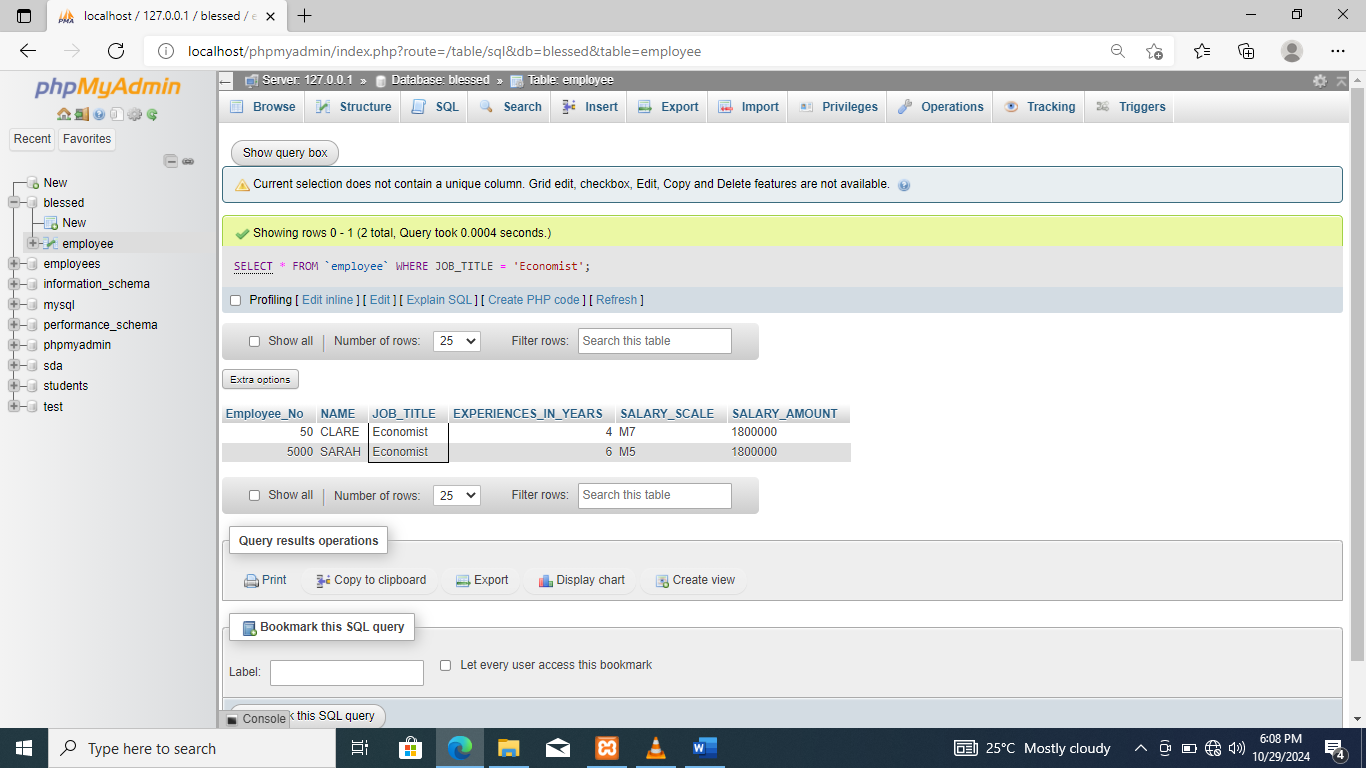 localhost / 127.0.0.1 / blessed / e
localhost/phpmyadmin/index.php?route=/table/sql&db=blessed&table=employee
phpMyAdmin
Recent Favorites
New
blessed
New
employee
employees
information_schema
mysql
performance_schema
phpmyadmin
sda
students
test
Server: 127.0.0.1 » Database: blessed » Table: employee
Browse Structure SQL Search Insert Export Import Privileges Operations Tracking Triggers
Show query box
Current selection does not contain a unique column. Grid edit, checkbox, Edit, Copy and Delete features are not available.
Showing rows 0 - 1 (2 total, Query took 0.0004 seconds.)
SELECT * FROM `employee` WHERE JOB_TITLE = 'Economist';
Profiling [ Edit inline ] [ Edit ] [ Explain SQL ] [ Create PHP code ] [ Refresh ]
Show all Number of rows: 25 Filter rows: Search this table
Extra options
Employee_No NAME JOB_TITLE EXPERIENCES_IN_YEARS SALARY_SCALE SALARY_AMOUNT
50 CLARE Economist 4 M7 1800000
5000 SARAH Economist 6 M5 1800000
Show all Number of rows: 25 Filter rows: Search this table
Query results operations
Print Copy to clipboard Export Display chart Create view
Bookmark this SQL query
Label: Let every user access this bookmark
k this SQL query
Console
Type here to search
25°C Mostly cloudy
6:08 PM
10/29/2024
4